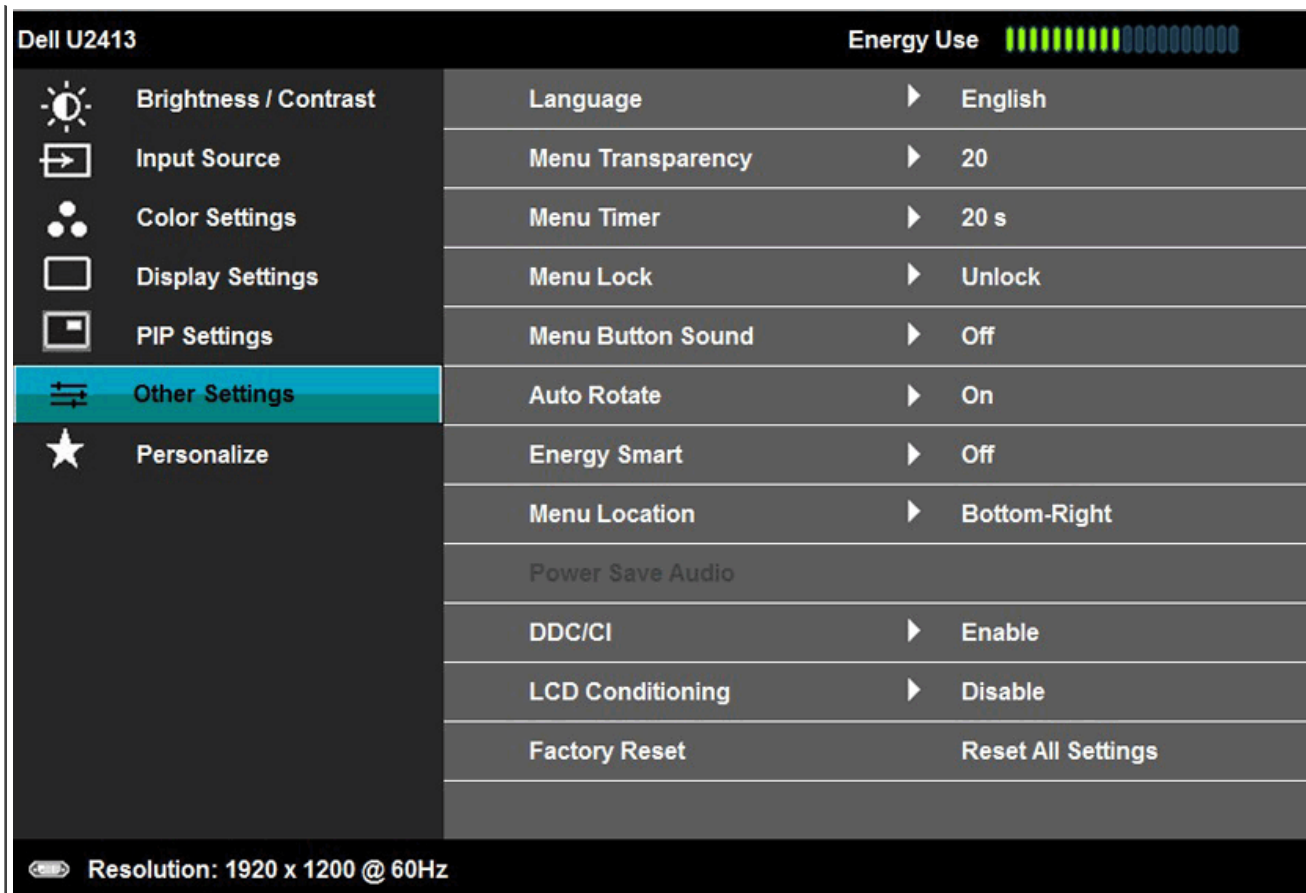 Dell U2413 Energy Use
Brightness / Contrast Language English
Input Source Menu Transparency 20
Color Settings Menu Timer 20 s
Display Settings Menu Lock Unlock
PIP Settings Menu Button Sound Off
Other Settings Auto Rotate On
Personalize Energy Smart Off
Menu Location Bottom-Right
Power Save Audio
DDC/CI Enable
LCD Conditioning Disable
Factory Reset Reset All Settings
Resolution: 1920 x 1200 @ 60Hz